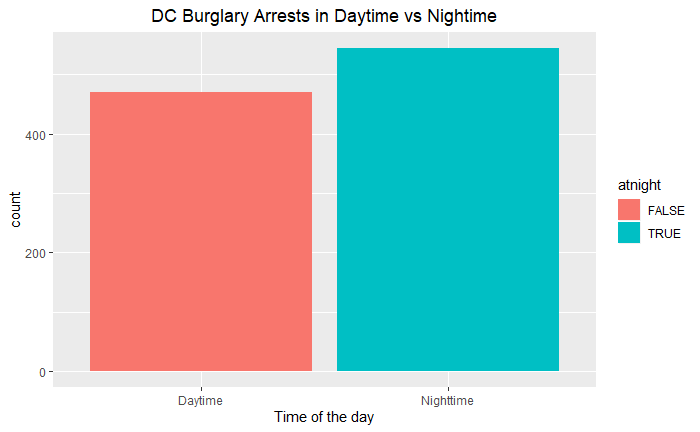 DC Burglary Arrests in Daytime vs Nightime
count
400
200
0
Daytime
Nighttime
Time of the day
atnight
FALSE
TRUE